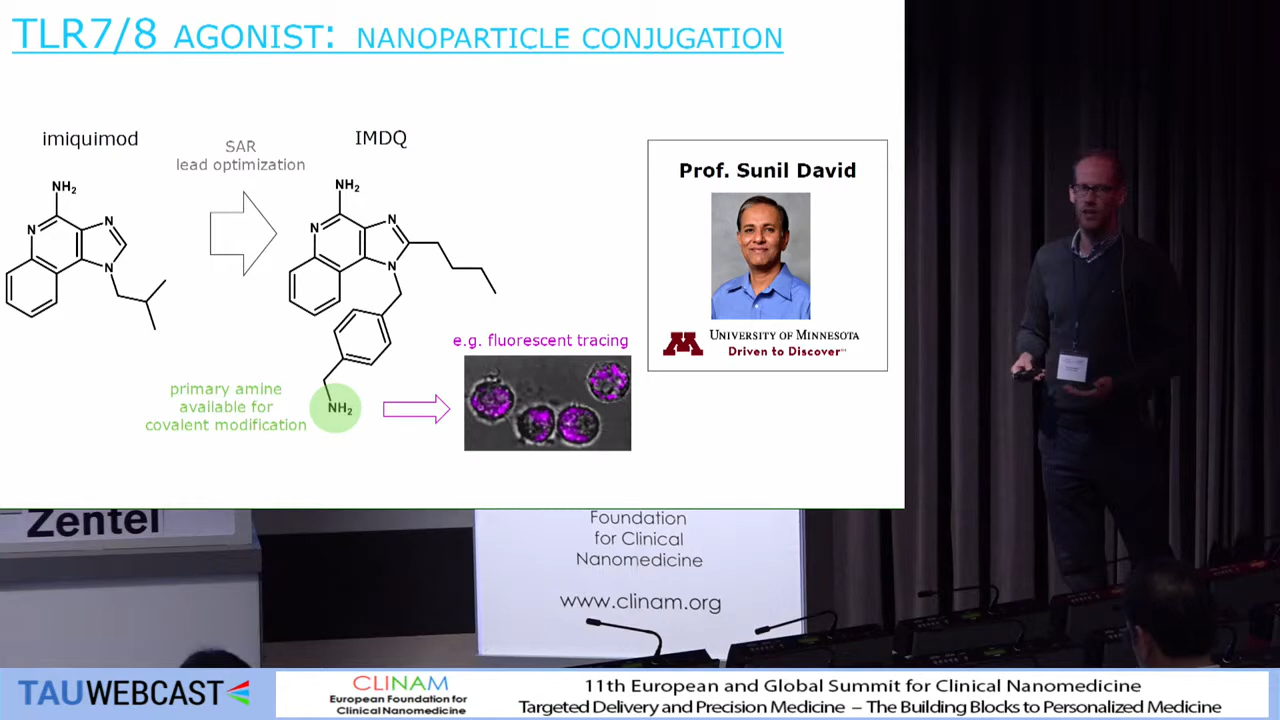 TLR7/8 AGONIST: NANOPARTICLE CONJUGATION
imiquimod
SAR
lead optimization
IMDQ
NH2
N
N
N
NH2
N
N
N
primary amine
available for
covalent modification
NH2
e.g. fluorescent tracing
Prof. Sunil David
UNIVERSITY OF MINNESOTA
Driven to Discover℠
Zentel
Foundation
for Clinical
Nanomedicine
www.clinam.org
TAUWEBCAST
CLINAM
European Foundation for
Clinical Nanomedicine
11th European and Global Summit for Clinical Nanomedicine
Targeted Delivery and Precision Medicine – The Building Blocks to Personalized Medicine